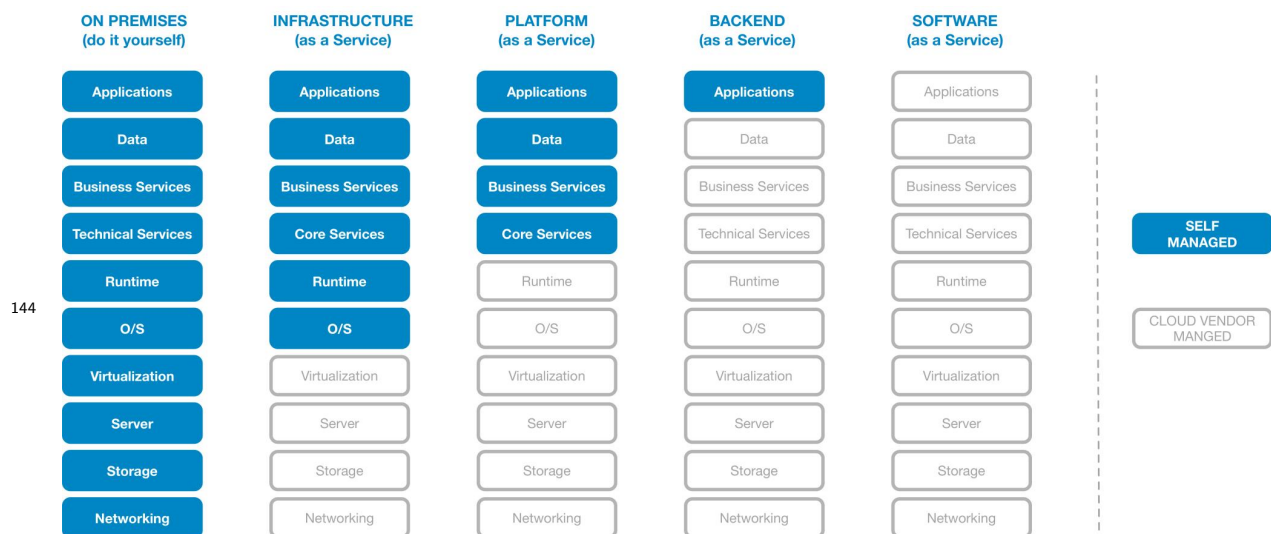 ON PREMISES
(do it yourself)
INFRASTRUCTURE
(as a Service)
PLATFORM
(as a Service)
BACKEND
(as a Service)
SOFTWARE
(as a Service)
Applications
Applications
Applications
Applications
Applications
Data
Data
Data
Data
Data
Business Services
Business Services
Business Services
Business Services
Business Services
Technical Services
Core Services
Core Services
Technical Services
Technical Services
SELF
MANAGED
Runtime
Runtime
Runtime
Runtime
Runtime
144
O/S
O/S
O/S
O/S
O/S
CLOUD VENDOR
MANGED
Virtualization
Virtualization
Virtualization
Virtualization
Virtualization
Server
Server
Server
Server
Server
Storage
Storage
Storage
Storage
Storage
Networking
Networking
Networking
Networking
Networking